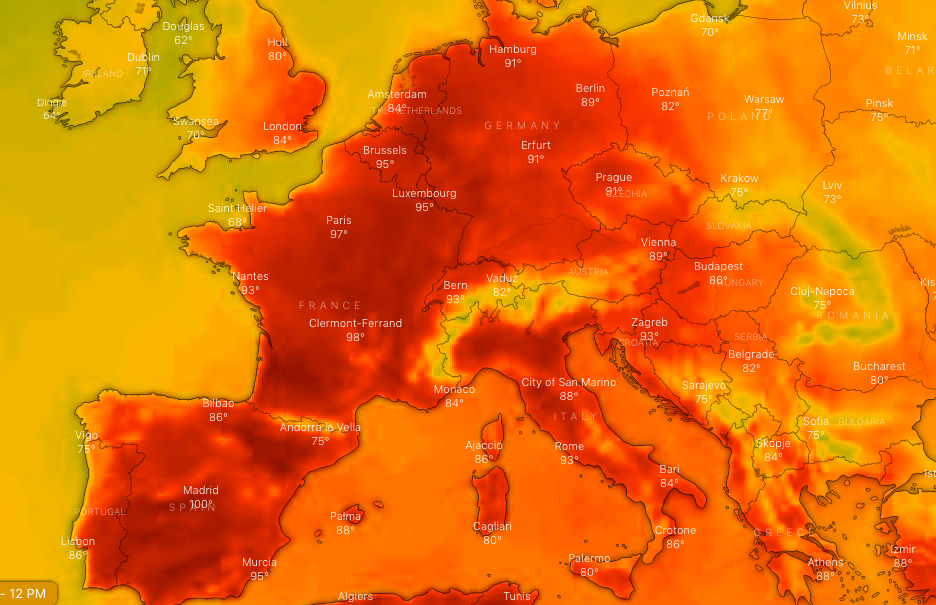 Vilnius
73°
Douglas
62°
Gdansk
70°
Hull
80°
Minsk
71°
Hamburg
91°
Dublin
71°
IRELAND
BELAR
Dingle
64°
Amsterdam
84°
THE NETHERLANDS
Berlin
89°
Poznań
82°
Warsaw
77°
POLAND
Pinsk
75°
Swansea
70°
London
84°
GERMANY
Brussels
95°
Erfurt
91°
Prague
91°
CZECHIA
Krakow
75°
Lviv
73°
Luxembourg
95°
Saint Helier
68°
Paris
97°
SLOVAKIA
Vienna
89°
Nantes
93°
Bern
93°
Vaduz
82°
AUSTRIA
Budapest
86°
HUNGARY
Cluj-Napoca
75°
ROMANIA
FRANCE
Clermont-Ferrand
98°
Zagreb
93°
CROATIA
SERBIA
Belgrade
82°
Bucharest
80°
Monaco
84°
City of San Marino
88°
Sarajevo
75°
Bilbao
86°
ITALY
Andorra la Vella
75°
Sofia
75°
BULGARIA
Vigo
75°
Ajaccio
86°
Rome
93°
Skopje
84°
Bari
84°
Madrid
100°
SPAIN
PORTUGAL
Palma
88°
Cagliari
80°
Crotone
86°
GREECE
Lisbon
86°
Murcia
95°
Palermo
80°
Athens
88°
Izmir
88°
- 12 PM
Algiers
Tunis